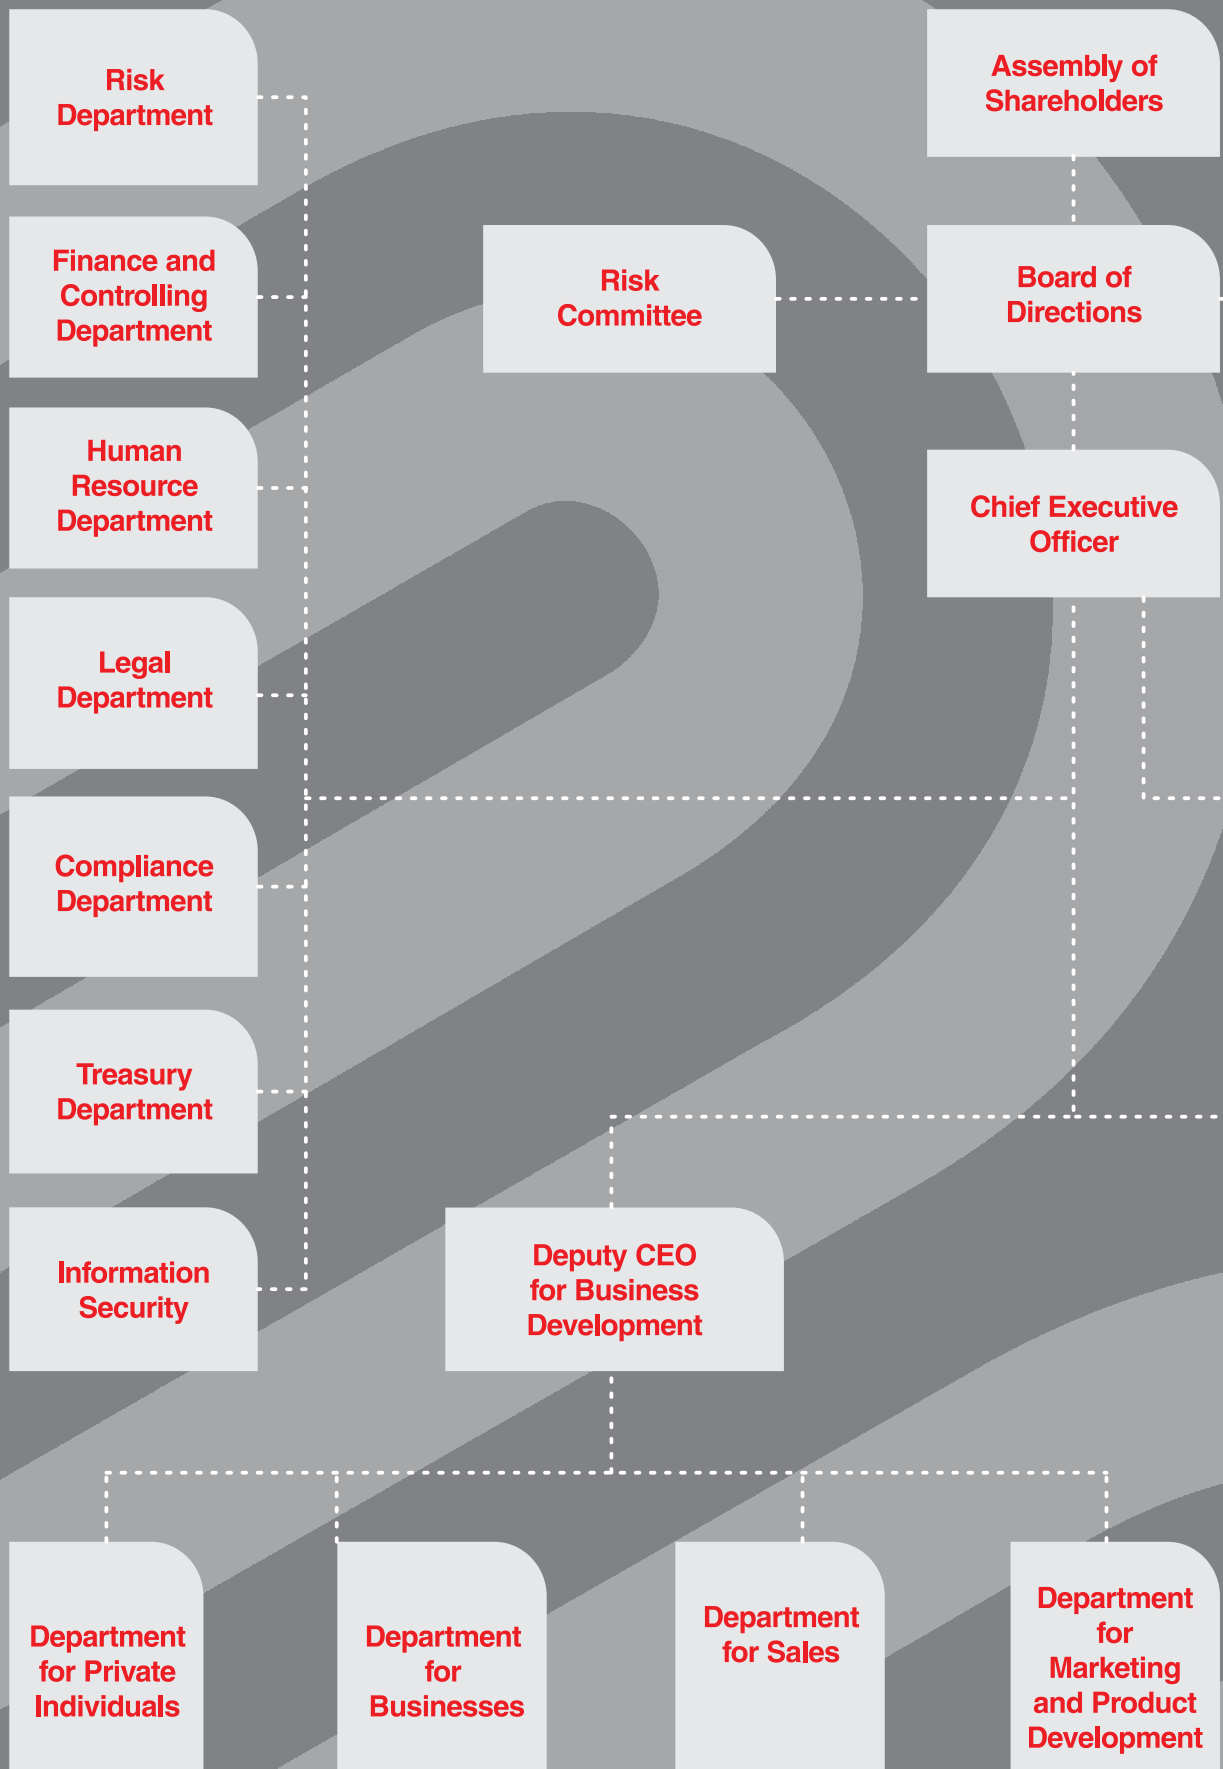 Risk
Department
Assembly of
Shareholders
Finance and
Controlling
Department
Risk
Committee
Board of
Directions
Human
Resource
Department
Chief Executive
Officer
Legal
Department
Compliance
Department
Treasury
Department
Information
Security
Deputy CEO
for Business
Development
Department
for Private
Individuals
Department
for
Businesses
Department
for Sales
Department
for
Marketing
and Product
Development